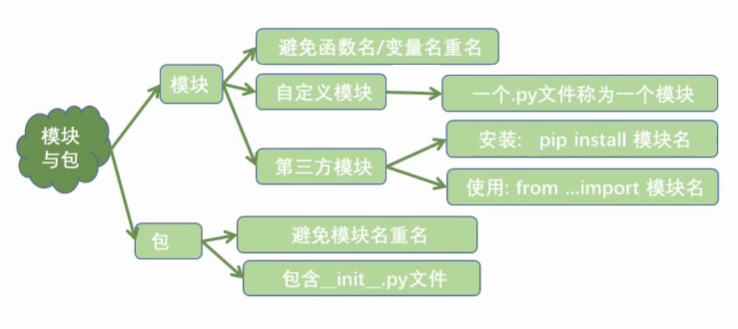 模块
与包
模块
避免函数名/变量名重名
自定义模块
一个.py文件称为一个模块
第三方模块
安装: pip install 模块名
使用: from ...import 模块名
包
避免模块名重名
包含__init__.py文件